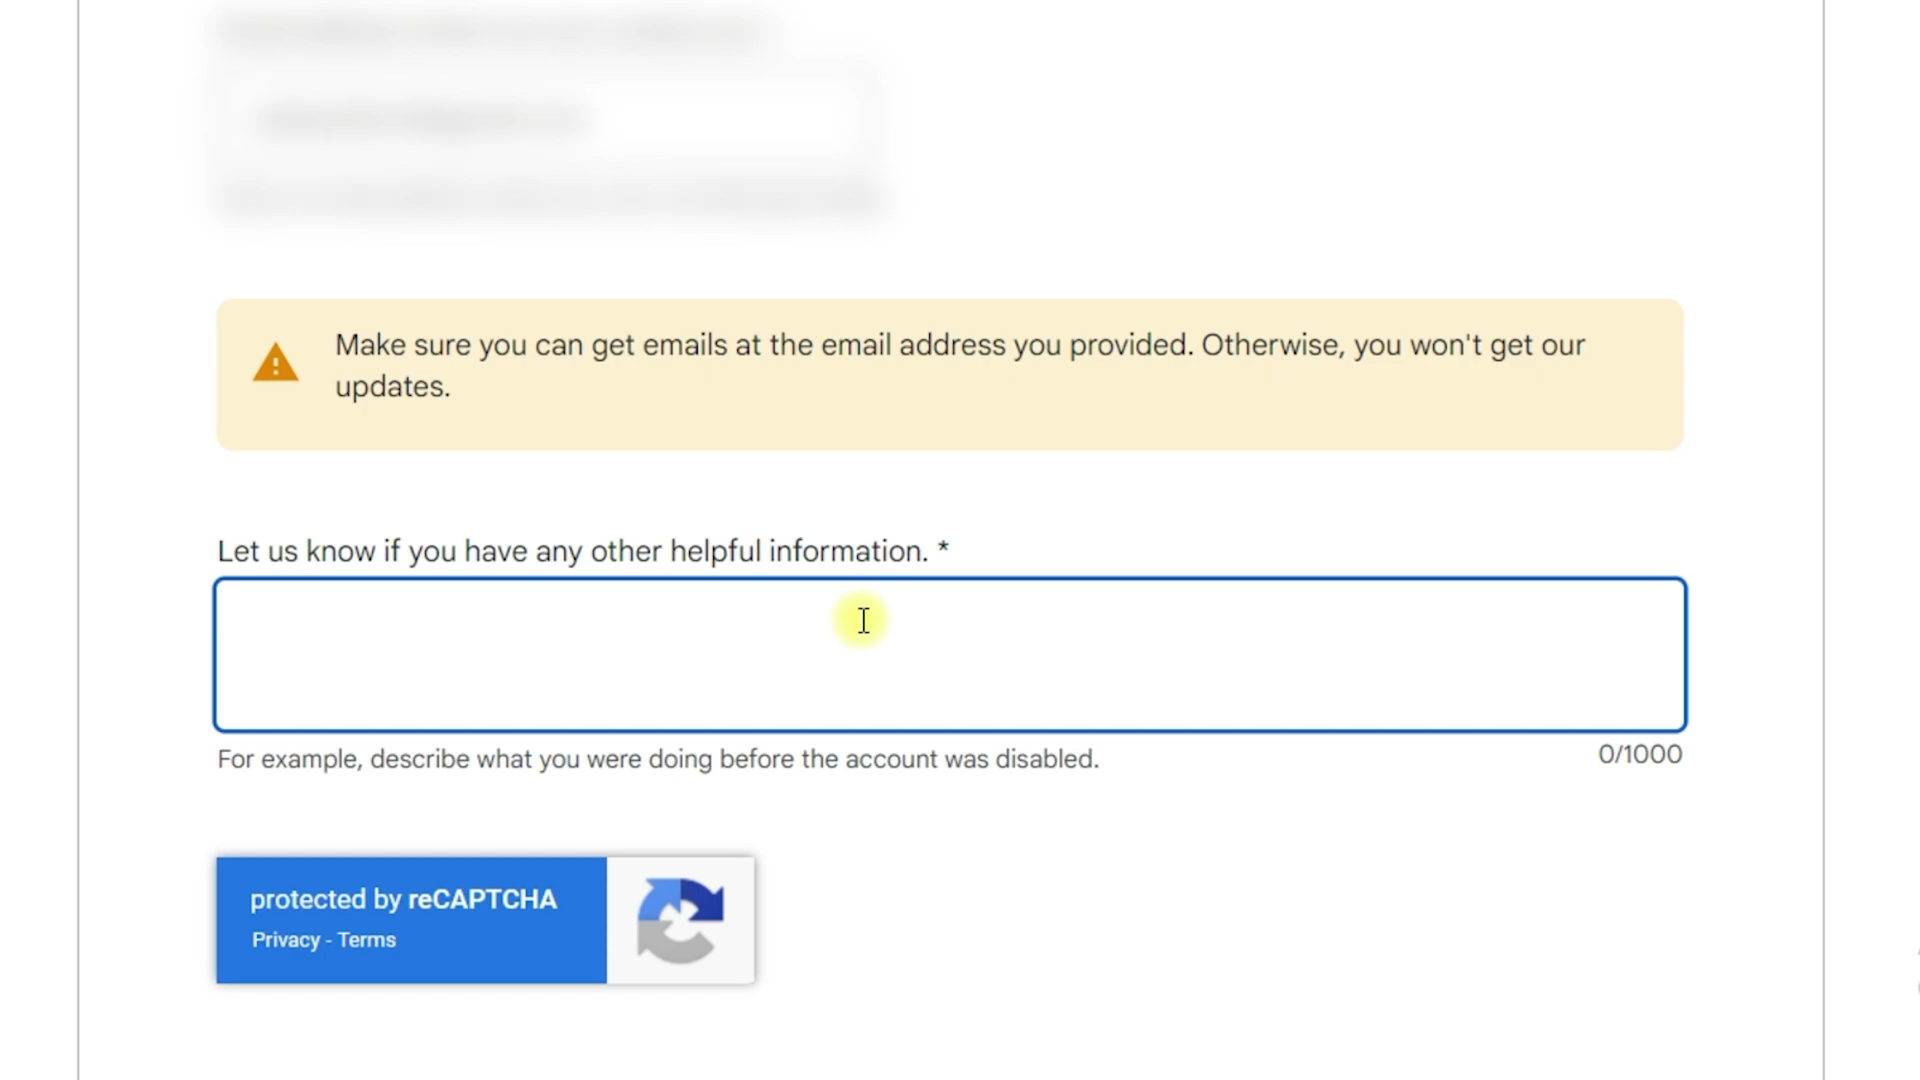 Make sure you can get emails at the email address you provided. Otherwise, you won't get our
updates.
Let us know if you have any other helpful information. *
For example, describe what you were doing before the account was disabled.
0/1000
protected by reCAPTCHA
Privacy - Terms